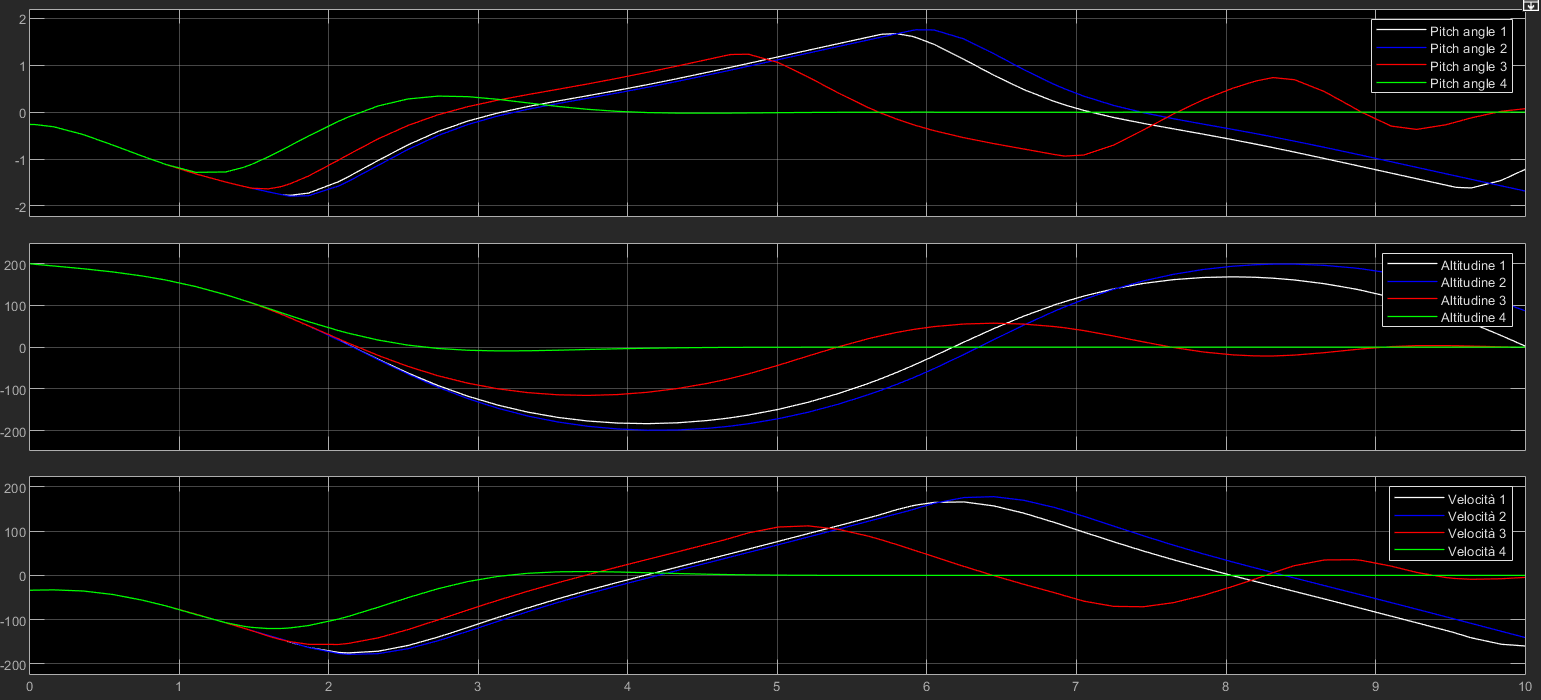 2
1
0
-1
-2
Pitch angle 1
Pitch angle 2
Pitch angle 3
Pitch angle 4
200
100
0
-100
-200
Altitudine 1
Altitudine 2
Altitudine 3
Altitudine 4
200
100
0
-100
-200
Velocità 1
Velocità 2
Velocità 3
Velocità 4
0 1 2 3 4 5 6 7 8 9 10